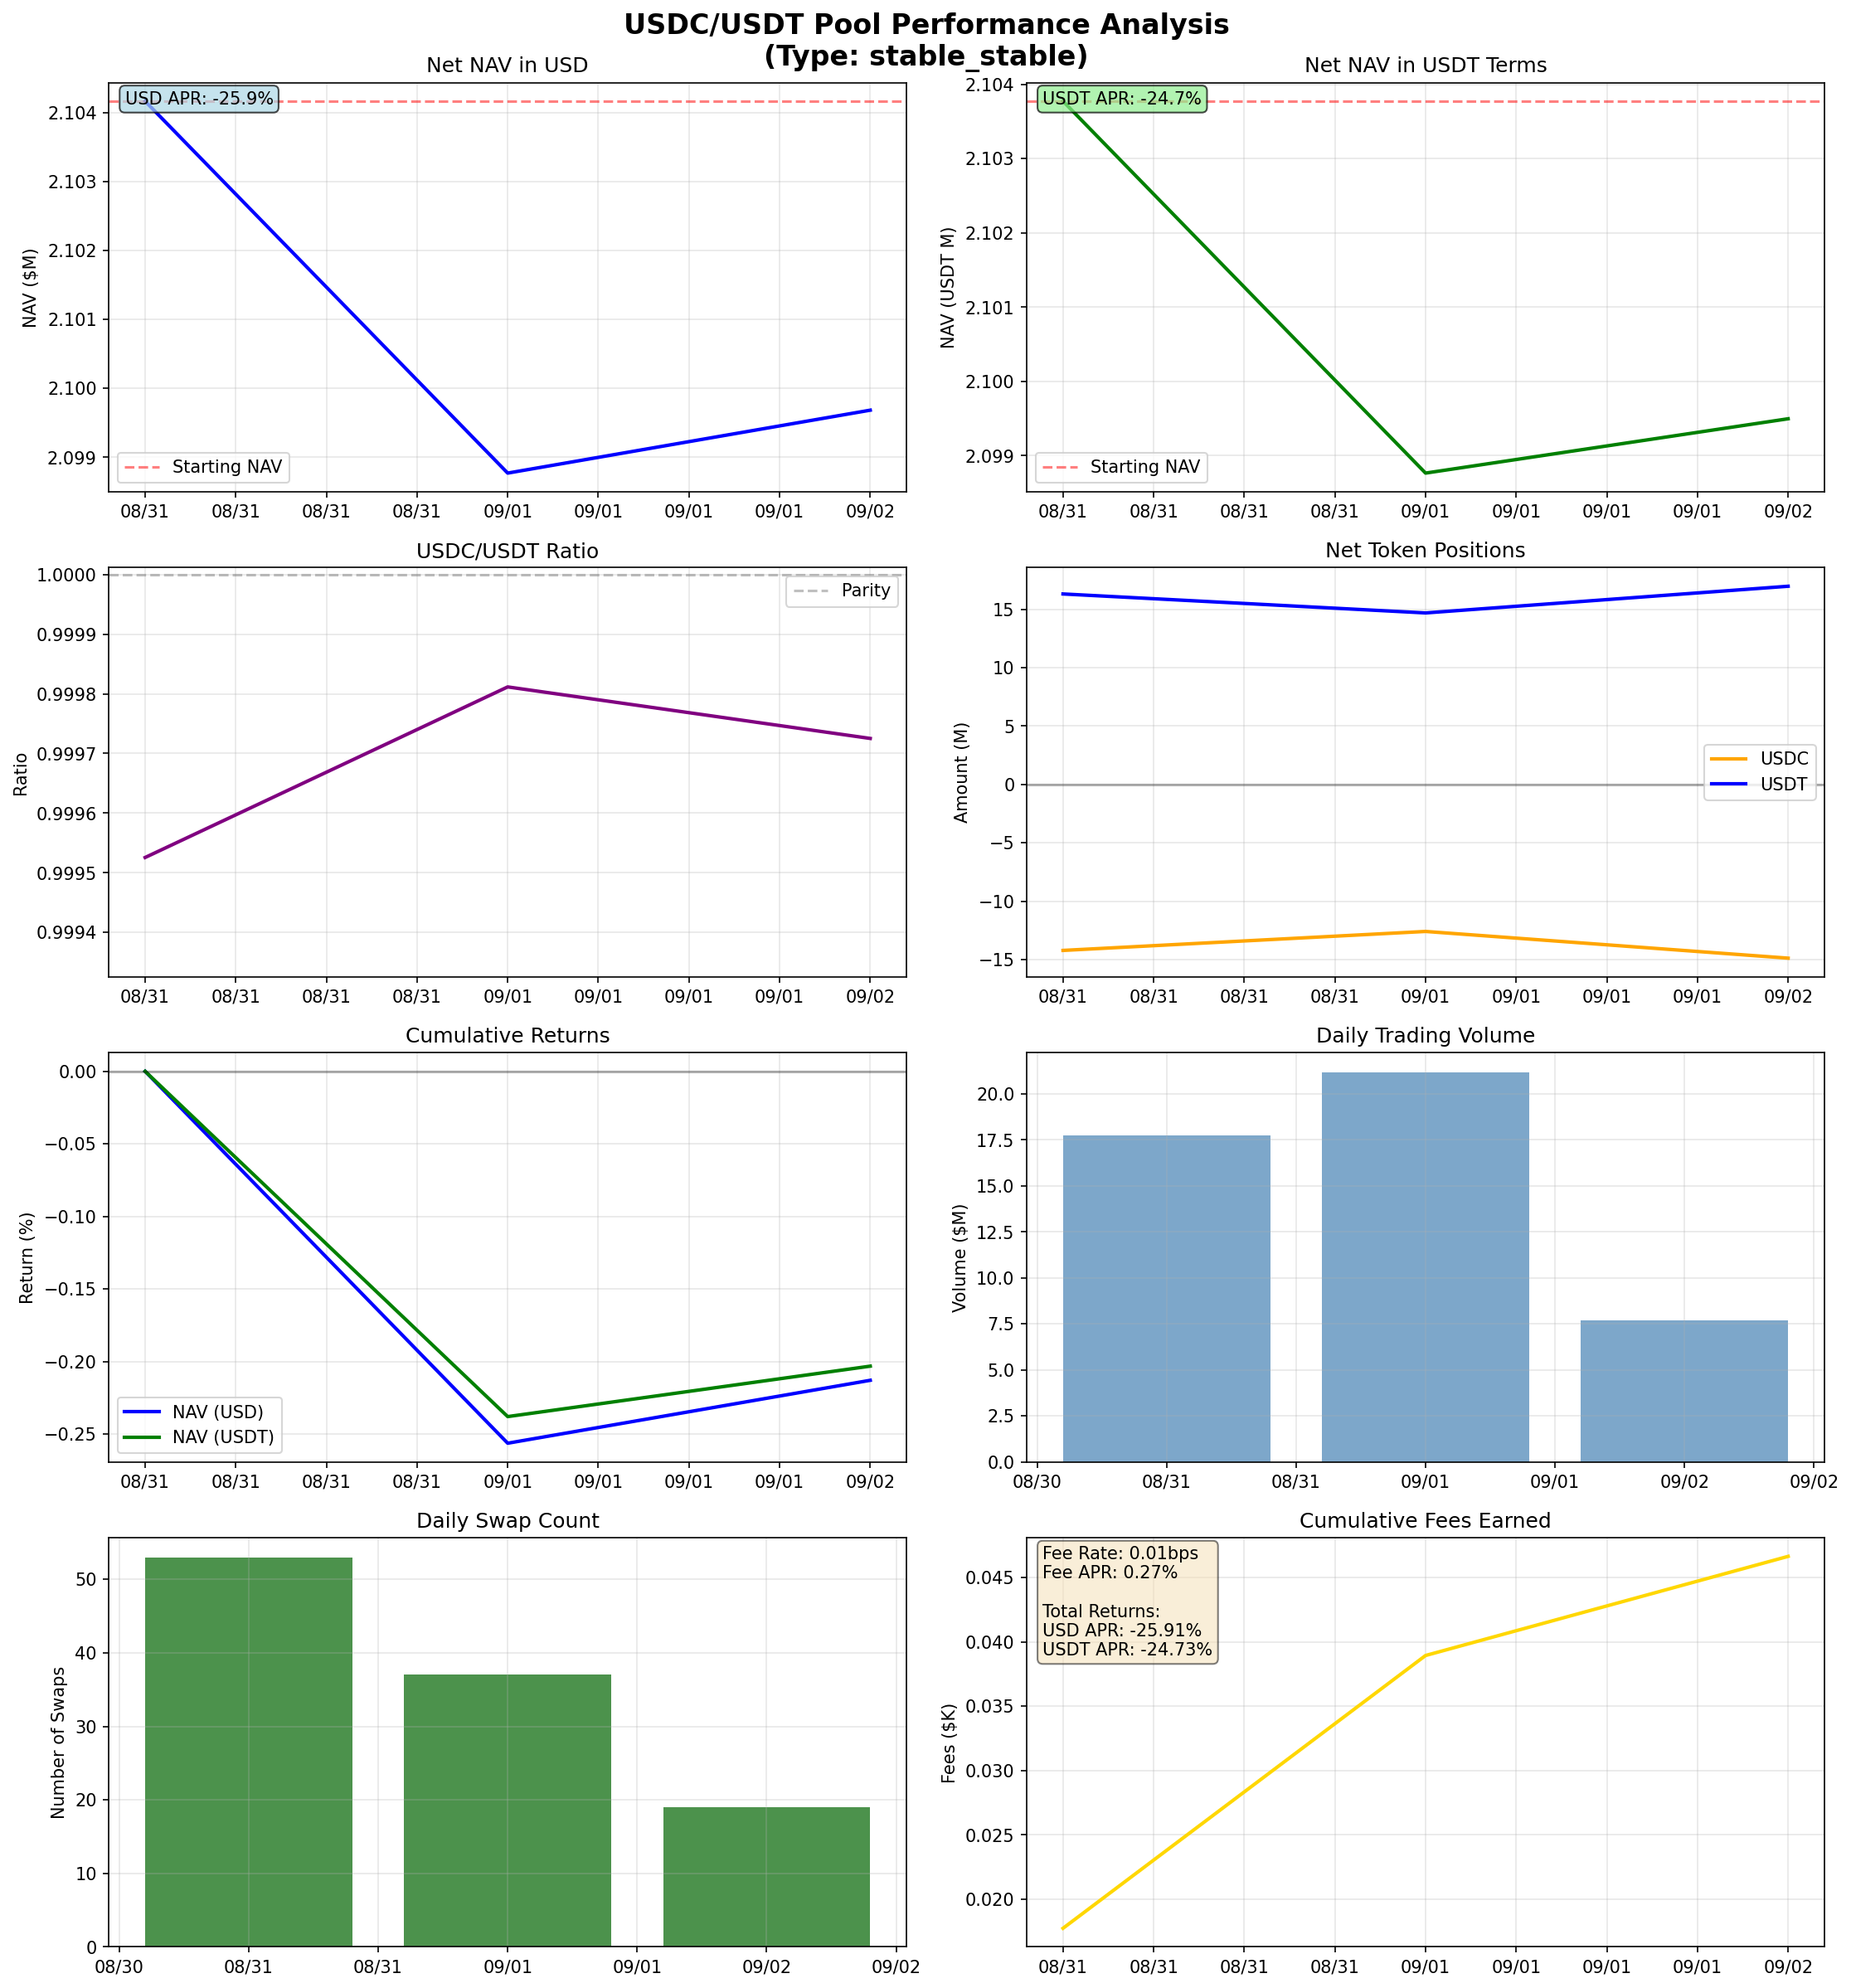 USDC/USDT Pool Performance Analysis
(Type: stable_stable)
Net NAV in USD
NAV ($M)
2.104
2.103
2.102
2.101
2.100
2.099
USD APR: -25.9%
Starting NAV
08/31 08/31 08/31 08/31 09/01 09/01 09/01 09/01 09/02
Net NAV in USDT Terms
NAV (USDT M)
2.104
2.103
2.102
2.101
2.100
2.099
USDT APR: -24.7%
Starting NAV
08/31 08/31 08/31 08/31 09/01 09/01 09/01 09/01 09/02
USDC/USDT Ratio
Ratio
1.0000
0.9999
0.9998
0.9997
0.9996
0.9995
0.9994
Parity
08/31 08/31 08/31 08/31 09/01 09/01 09/01 09/01 09/02
Net Token Positions
Amount (M)
15
10
5
0
−5
−10
−15
USDC
USDT
08/31 08/31 08/31 08/31 09/01 09/01 09/01 09/01 09/02
Cumulative Returns
Return (%)
0.00
−0.05
−0.10
−0.15
−0.20
−0.25
NAV (USD)
NAV (USDT)
08/31 08/31 08/31 08/31 09/01 09/01 09/01 09/01 09/02
Daily Trading Volume
Volume ($M)
20.0
17.5
15.0
12.5
10.0
7.5
5.0
2.5
0.0
08/30 08/31 08/31 09/01 09/01 09/02 09/02
Daily Swap Count
Number of Swaps
50
40
30
20
10
0
08/30 08/31 08/31 09/01 09/01 09/02 09/02
Cumulative Fees Earned
Fees ($K)
0.045
0.040
0.035
0.030
0.025
0.020
Fee Rate: 0.01bps
Fee APR: 0.27%
Total Returns:
USD APR: -25.91%
USDT APR: -24.73%
08/31 08/31 08/31 08/31 09/01 09/01 09/01 09/01 09/02